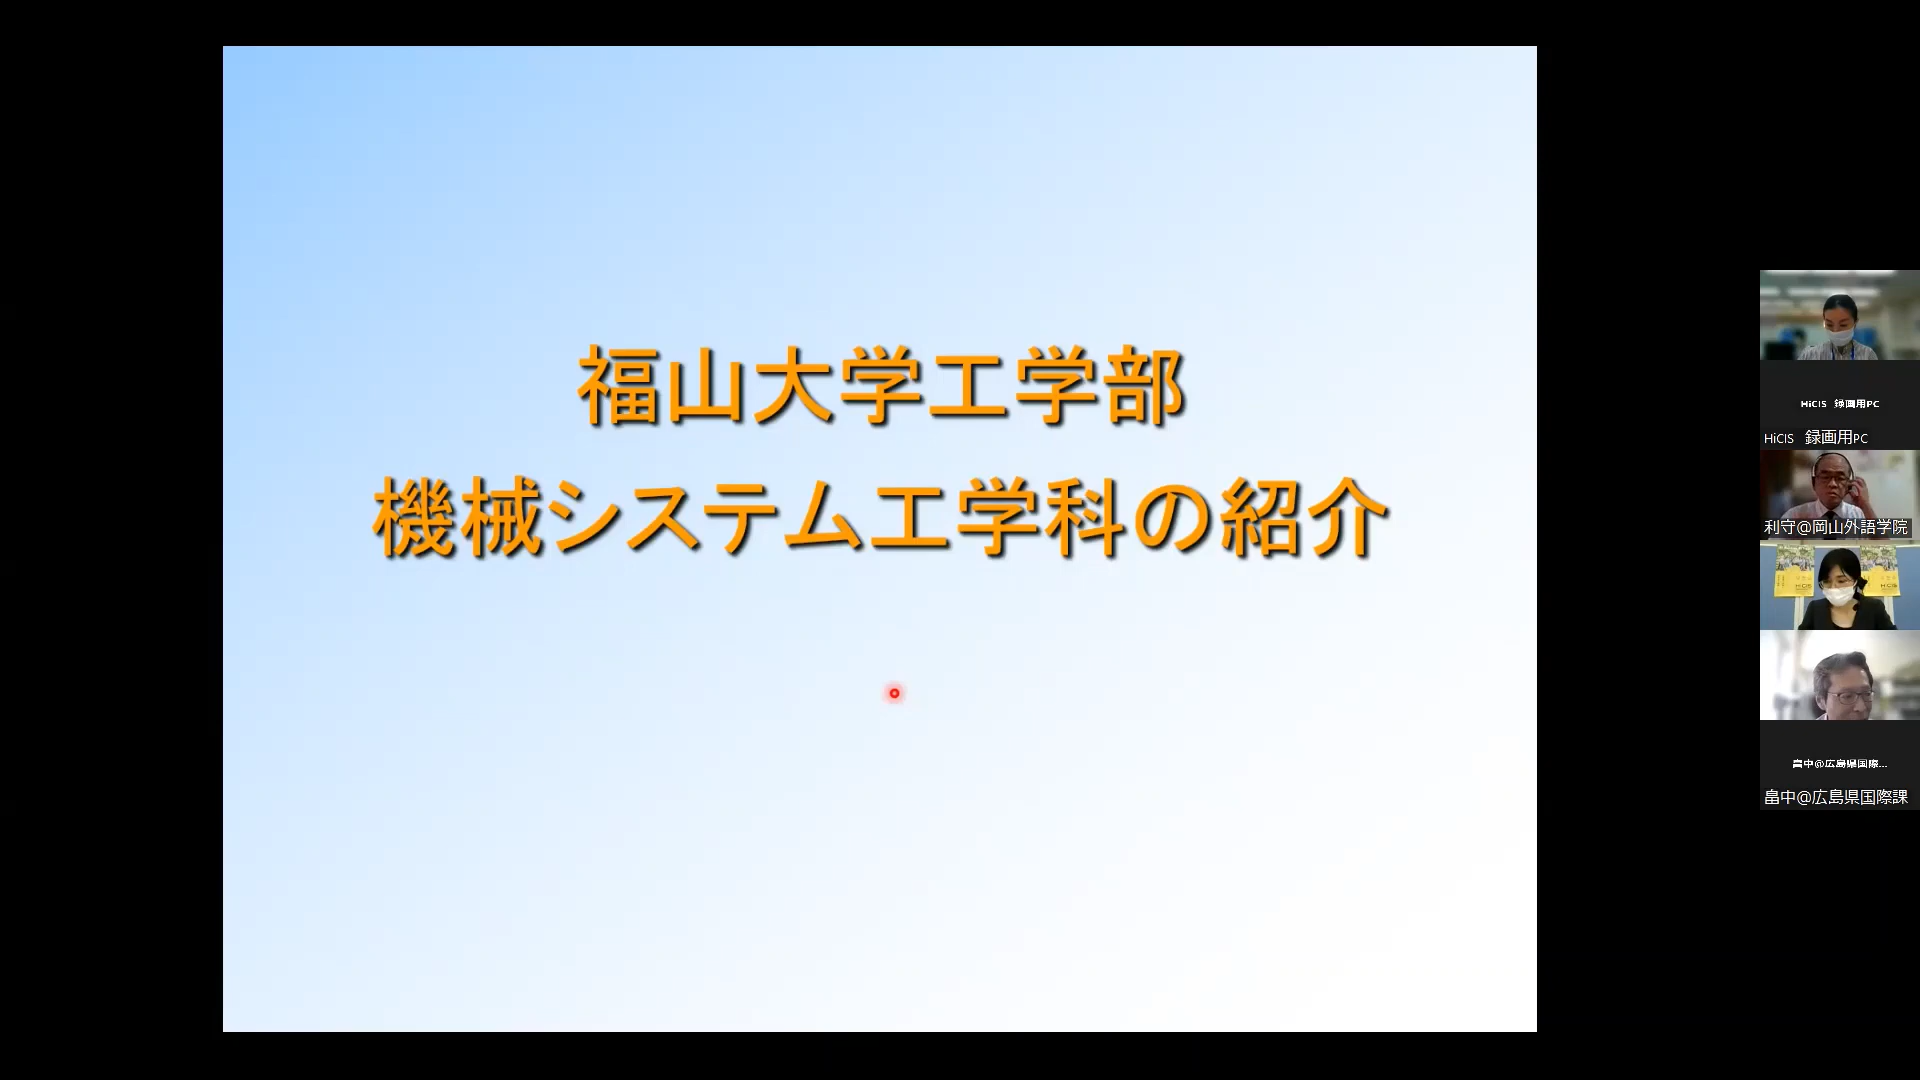 福山大学工学部
機械システム工学科の紹介
HiCIS 録画用PC
HiCIS 録画用PC
利守@岡山外語学院
畠中@広島県国際...
畠中@広島県国際課